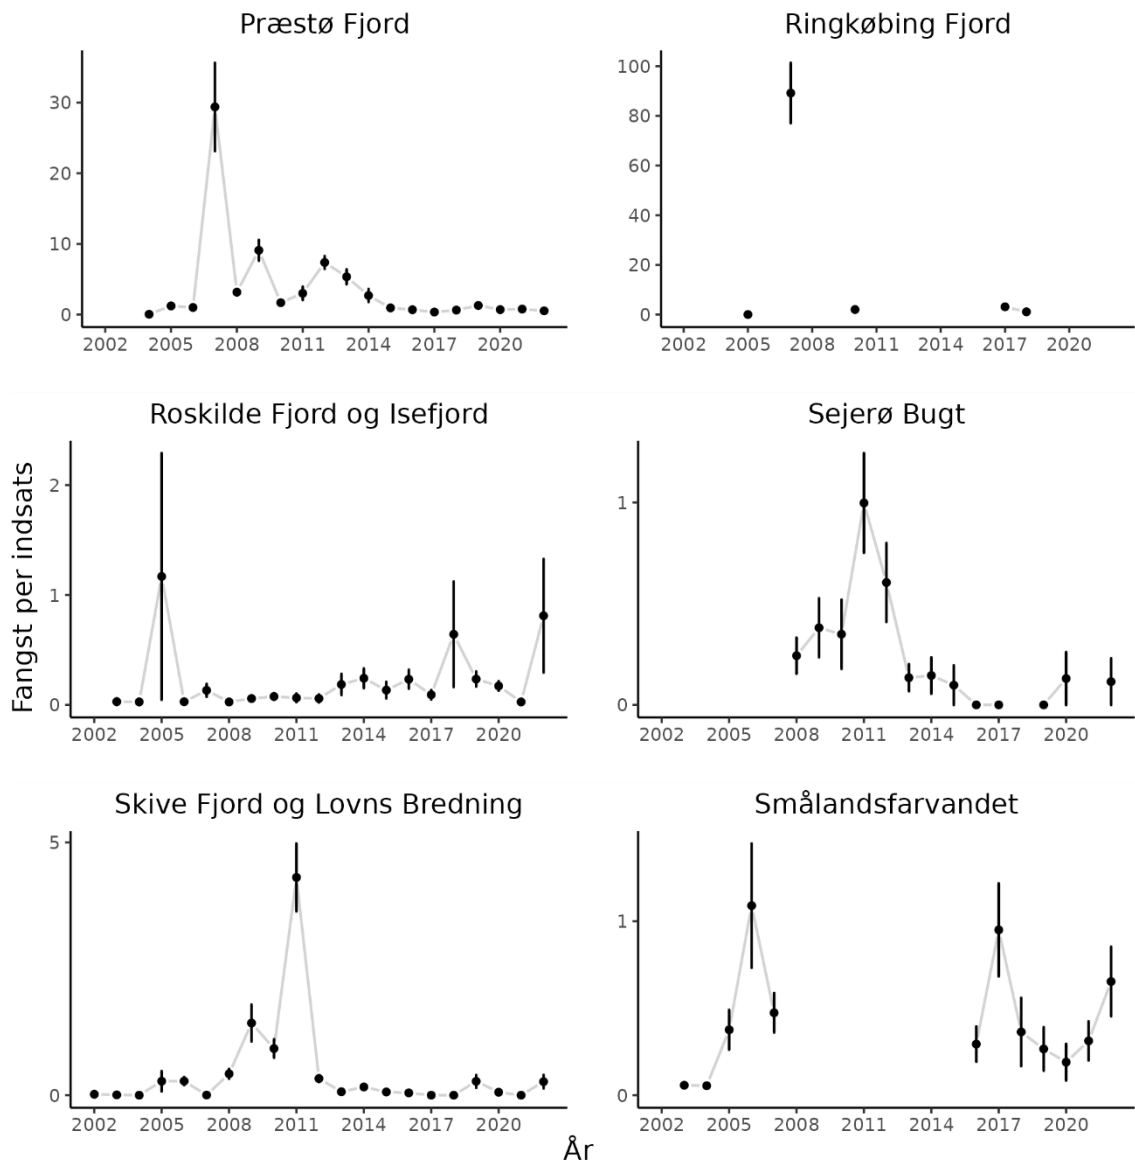 Præstø Fjord
30
20
10
0
2002 2005 2008 2011 2014 2017 2020
Ringkøbing Fjord
100
80
60
40
20
0
2002 2005 2008 2011 2014 2017 2020
Fangst per indsats
Roskilde Fjord og Isefjord
2
1
0
2002 2005 2008 2011 2014 2017 2020
Sejerø Bugt
1
0
2002 2005 2008 2011 2014 2017 2020
Skive Fjord og Lovns Bredning
5
0
2002 2005 2008 2011 2014 2017 2020
Smålandsfarvandet
1
0
2002 2005 2008 2011 2014 2017 2020
År